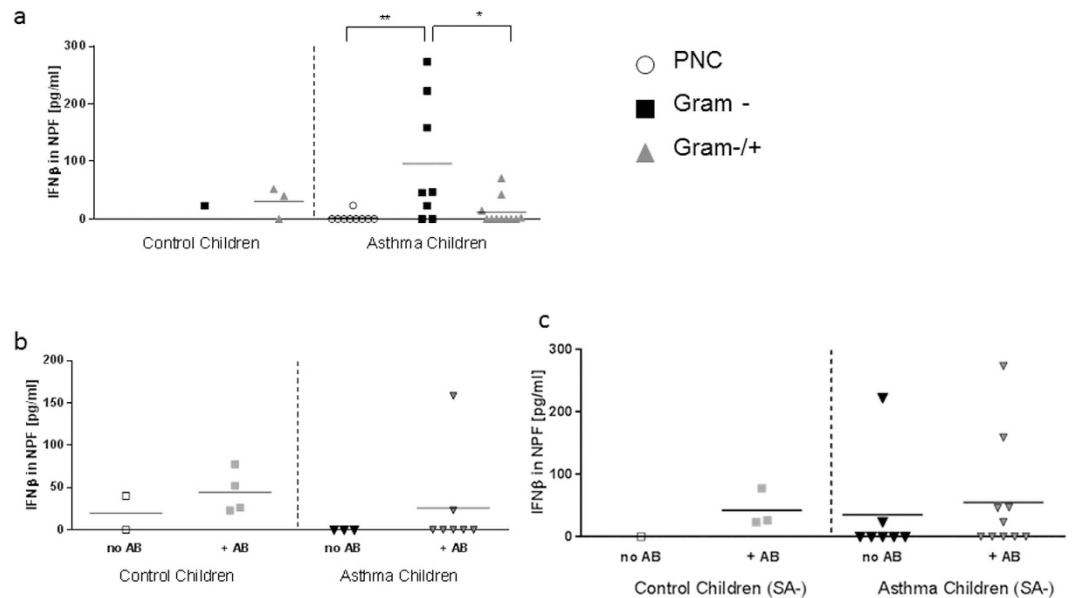 a
** *
300
200
100
0
IFNβ in NPF [pg/ml]
Control Children Asthma Children
PNC
Gram -
Gram-/+
b
200
150
100
50
0
IFNβ in NPF [pg/ml]
no AB + AB no AB + AB
Control Children Asthma Children
c
300
200
100
0
IFNβ in NPF [pg/ml]
no AB + AB no AB + AB
Control Children (SA-) Asthma Children (SA-)